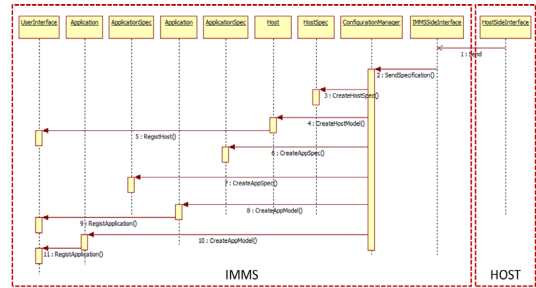 UserInterface
Application
ApplicationSpec
Application
ApplicationSpec
Host
HostSpec
ConfigurationManager
IMMSSideInterface
HostSideInterface
1 : Send
2 : SendSpecification()
3 : CreateHostSpec()
4 : CreateHostModel()
5 : RegistHost()
6 : CreateAppSpec()
7 : CreateAppSpec()
8 : CreateAppModel()
9 : RegistApplication()
10 : CreateAppModel()
11 : RegistApplication()
IMMS
HOST